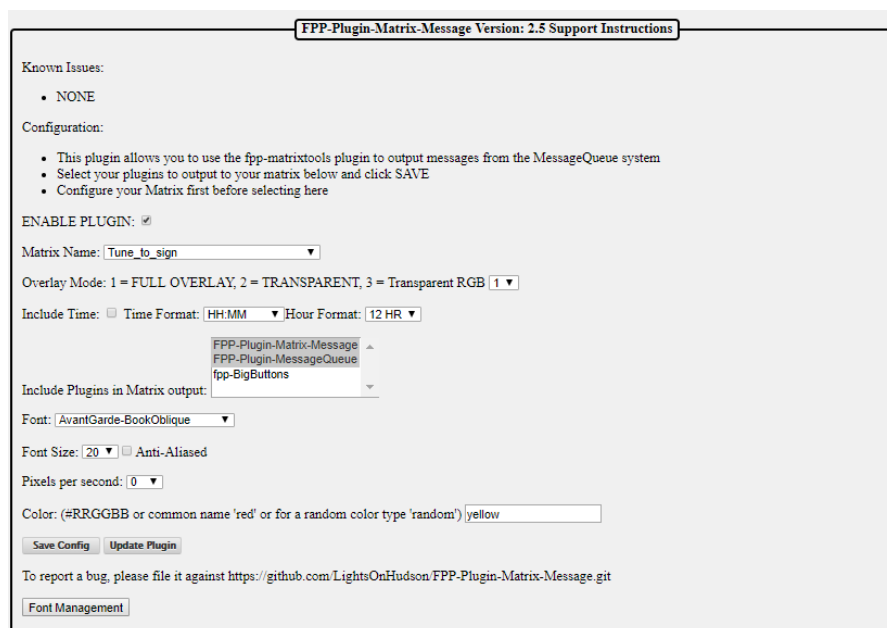 FPP-Plugin-Matrix-Message Version: 2.5 Support Instructions
Known Issues:
NONE
Configuration:
This plugin allows you to use the fpp-matrixtools plugin to output messages from the MessageQueue system
Select your plugins to output to your matrix below and click SAVE
Configure your Matrix first before selecting here
ENABLE PLUGIN:
Matrix Name: Tune_to_sign
Overlay Mode: 1 = FULL OVERLAY, 2 = TRANSPARENT, 3 = Transparent RGB 1
Include Time: Time Format: HH:MM Hour Format: 12 HR
FPP-Plugin-Matrix-Message
FPP-Plugin-MessageQueue
fpp-BigButtons
Include Plugins in Matrix output:
Font: AvantGarde-BookOblique
Font Size: 20 Anti-Aliased
Pixels per second: 0
Color: (#RRGGBB or common name 'red' or for a random color type 'random') yellow
Save Config Update Plugin
To report a bug, please file it against https://github.com/LightsOnHudson/FPP-Plugin-Matrix-Message.git
Font Management